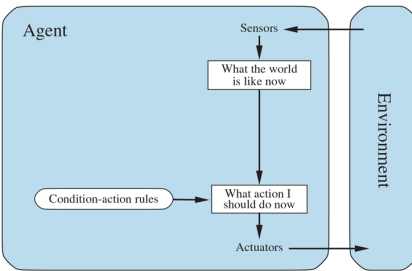 Agent
Sensors
What the world
is like now
Environment
Condition-action rules
What action I
should do now
Actuators